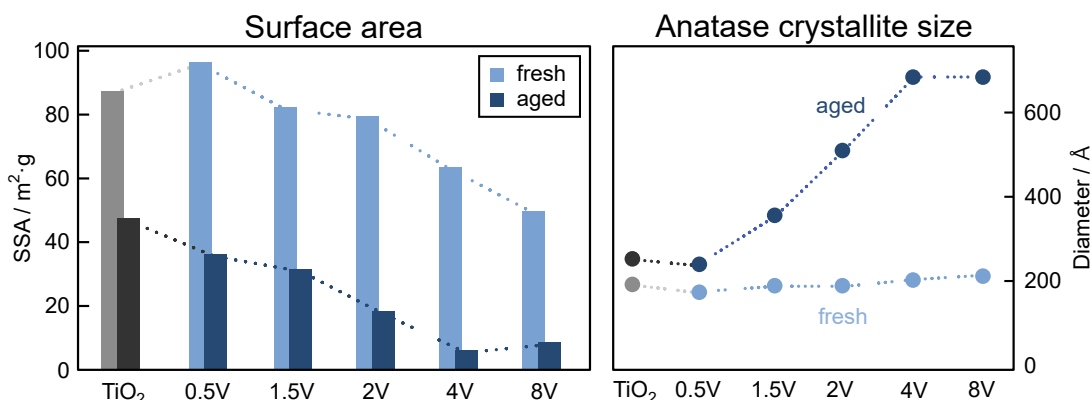 Surface area
SSA / m²·g
100
80
60
40
20
0
fresh
aged
TiO₂ 0.5V 1.5V 2V 4V 8V
Anatase crystallite size
aged
fresh
600
400
200
0
Diameter / Å
TiO₂ 0.5V 1.5V 2V 4V 8V